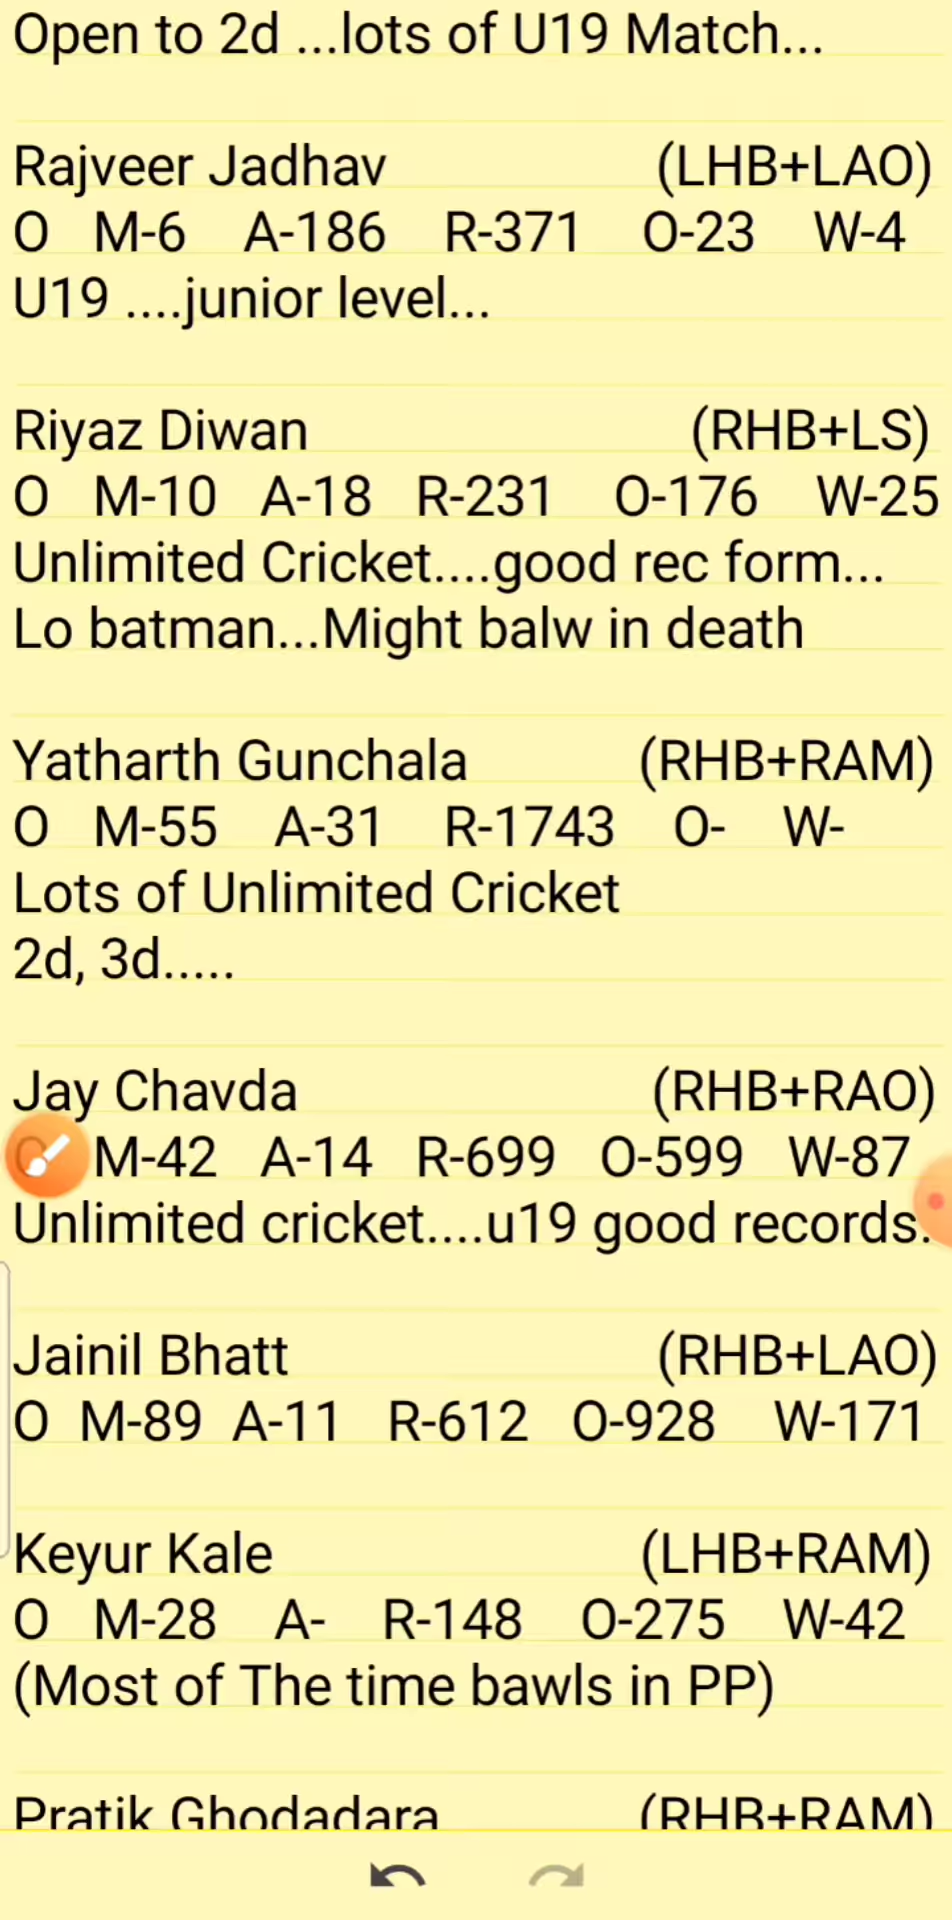 Open to 2d ...lots of U19 Match...
Rajveer Jadhav (LHB+LAO)
O M-6 A-186 R-371 O-23 W-4
U19 ....junior level...
Riyaz Diwan (RHB+LS)
O M-10 A-18 R-231 O-176 W-25
Unlimited Cricket....good rec form...
Lo batman...Might balw in death
Yatharth Gunchala (RHB+RAM)
O M-55 A-31 R-1743 O- W-
Lots of Unlimited Cricket
2d, 3d.....
Jay Chavda (RHB+RAO)
M-42 A-14 R-699 O-599 W-87
Unlimited cricket....u19 good records.
Jainil Bhatt (RHB+LAO)
O M-89 A-11 R-612 O-928 W-171
Keyur Kale (LHB+RAM)
O M-28 A- R-148 O-275 W-42
(Most of The time bawls in PP)
Pratik Ghodadara (RHB+RAM)